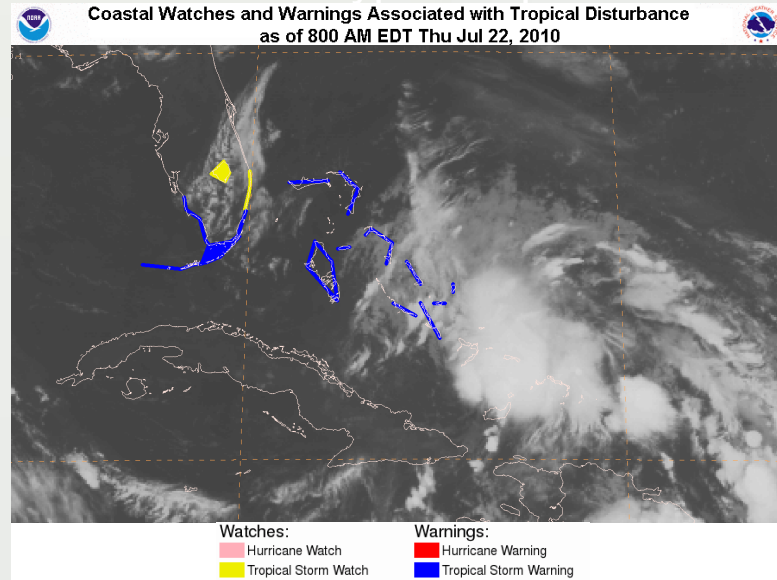 Coastal Watches and Warnings Associated with Tropical Disturbance
as of 800 AM EDT Thu Jul 22, 2010
NOAA
Watches:
Hurricane Watch
Tropical Storm Watch
Warnings:
Hurricane Warning
Tropical Storm Warning